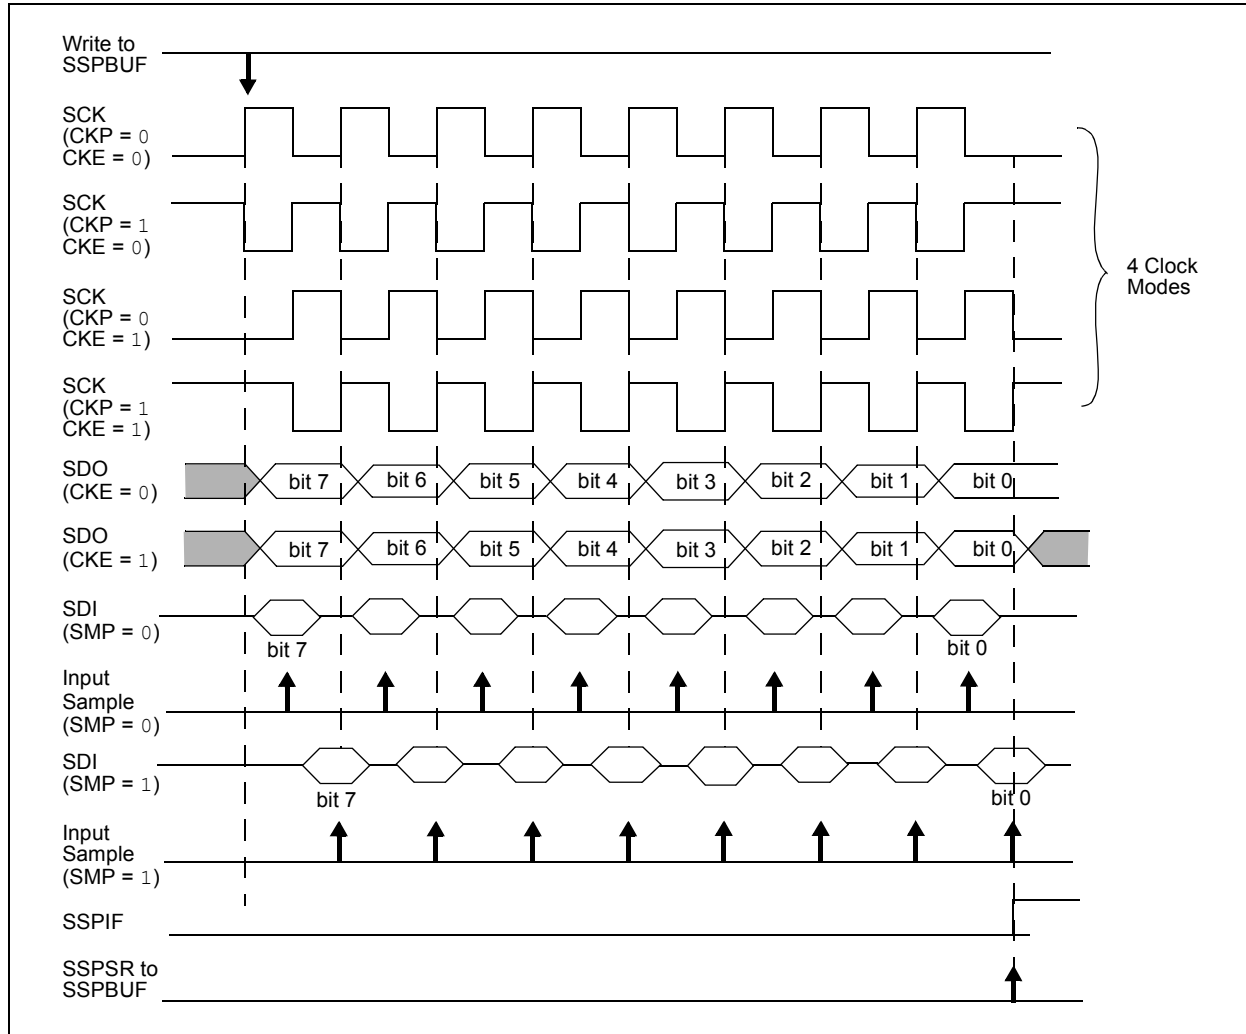 Write to
SSPBUF
SCK
(CKP = 0
CKE = 0)
SCK
(CKP = 1
CKE = 0)
SCK
(CKP = 0
CKE = 1)
SCK
(CKP = 1
CKE = 1)
4 Clock
Modes
SDO
(CKE = 0)
bit 7 bit 6 bit 5 bit 4 bit 3 bit 2 bit 1 bit 0
SDO
(CKE = 1)
bit 7 bit 6 bit 5 bit 4 bit 3 bit 2 bit 1 bit 0
SDI
(SMP = 0)
bit 7 bit 0
Input
Sample
(SMP = 0)
SDI
(SMP = 1)
bit 7 bit 0
Input
Sample
(SMP = 1)
SSPIF
SSPSR to
SSPBUF